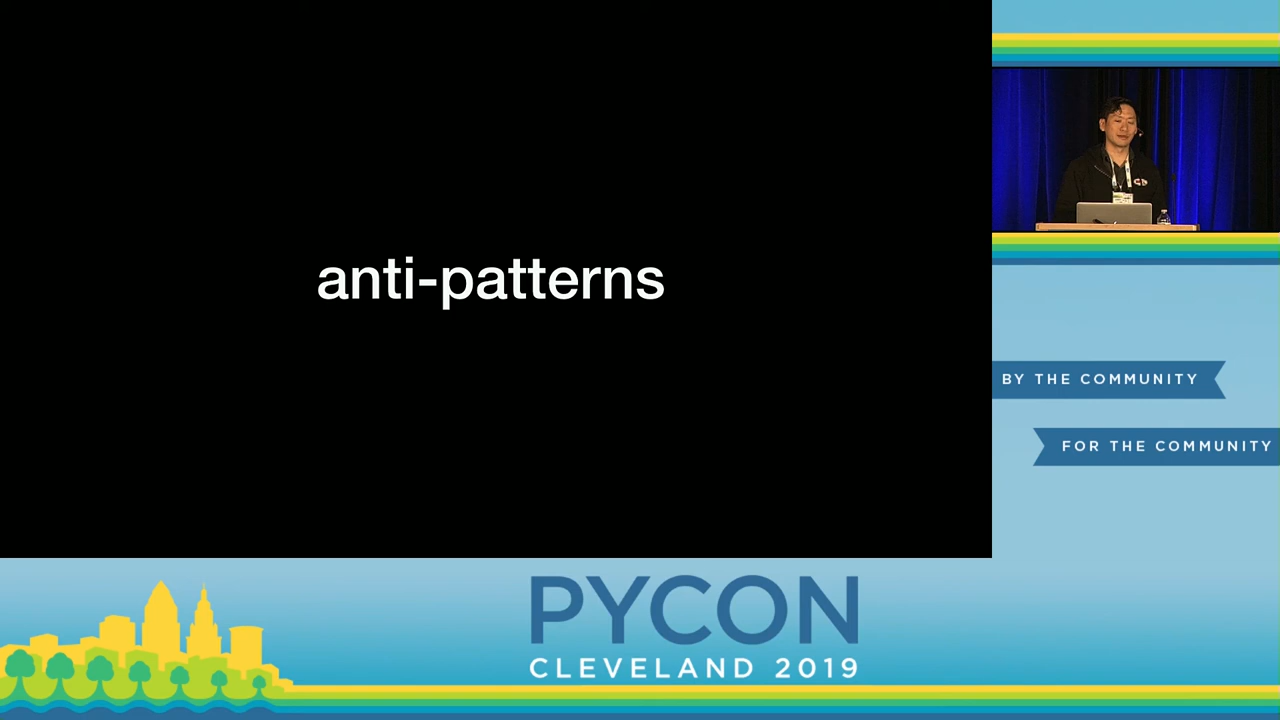 anti-patterns
BY THE COMMUNITY
FOR THE COMMUNITY
PYCON
CLEVELAND 2019